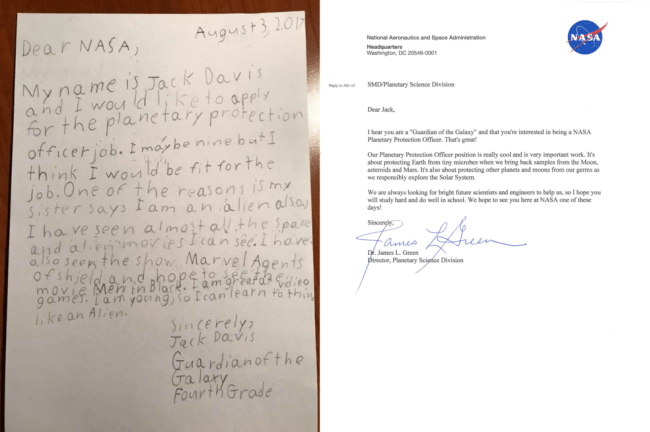 August 3, 2017
Dear NASA,
My name is Jack Davis
and I would like to apply
for the planetary protection
officer job. I may be nine but I
think I would be fit for the
job. One of the reasons is my
sister says I am an alien also,
I have seen almost all the space
and alien movies I can see. I have
also seen the show Marvel Agents
of shield and hope to see the
movie Men in Black. I am great at vidieo
games. I am young, so I can learn to think
like an Alien.
Sincerely,
Jack Davis
Guardian of the
Galaxy
Fourth Grade
National Aeronautics and Space Administration
Headquarters
Washington, DC 20546-0001
NASA
Reply to Attn of:
SMD/Planetary Science Division
Dear Jack,
I hear you are a "Guardian of the Galaxy" and that you're interested in being a NASA
Planetary Protection Officer. That's great!
Our Planetary Protection Officer position is really cool and is very important work. It's
about protecting Earth from tiny microbes when we bring back samples from the Moon,
asteroids and Mars. It's also about protecting other planets and moons from our germs as
we responsibly explore the Solar System.
We are always looking for bright future scientists and engineers to help us, so I hope you
will study hard and do well in school. We hope to see you here at NASA one of these
days!
Sincerely,
James L Green
Dr. James L. Green
Director, Planetary Science Division